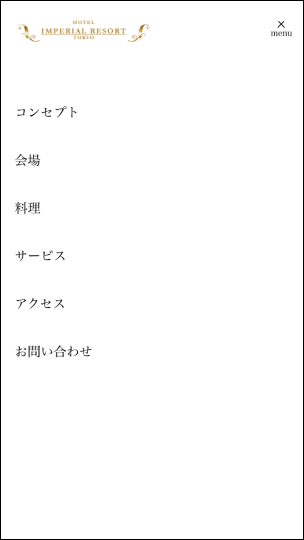 HOTEL
IMPERIAL RESORT
TOKYO
×
menu
コンセプト
会場
料理
サービス
アクセス
お問い合わせ